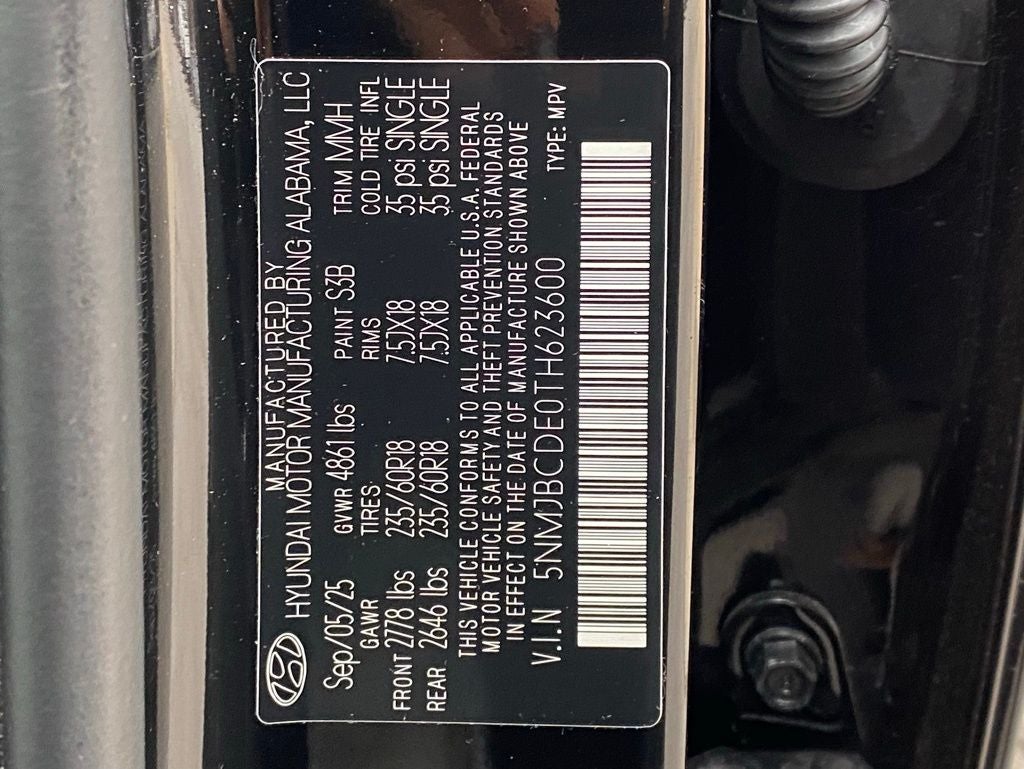 MANUFACTURED BY
HYUNDAI MOTOR MANUFACTURING ALABAMA, LLC
Sep/05/25 GVWR 4861 lbs PAINT S3B TRIM MMH
GAWR TIRES RIMS COLD TIRE INFL
FRONT 2778 lbs 235/60R18 7.5JX18 35 psi SINGLE
REAR 2646 lbs 235/60R18 7.5JX18 35 psi SINGLE
THIS VEHICLE CONFORMS TO ALL APPLICABLE U.S.A. FEDERAL
MOTOR VEHICLE SAFETY AND THEFT PREVENTION STANDARDS
IN EFFECT ON THE DATE OF MANUFACTURE SHOWN ABOVE
V.I.N 5NMJBCDE0TH623600 TYPE: MPV